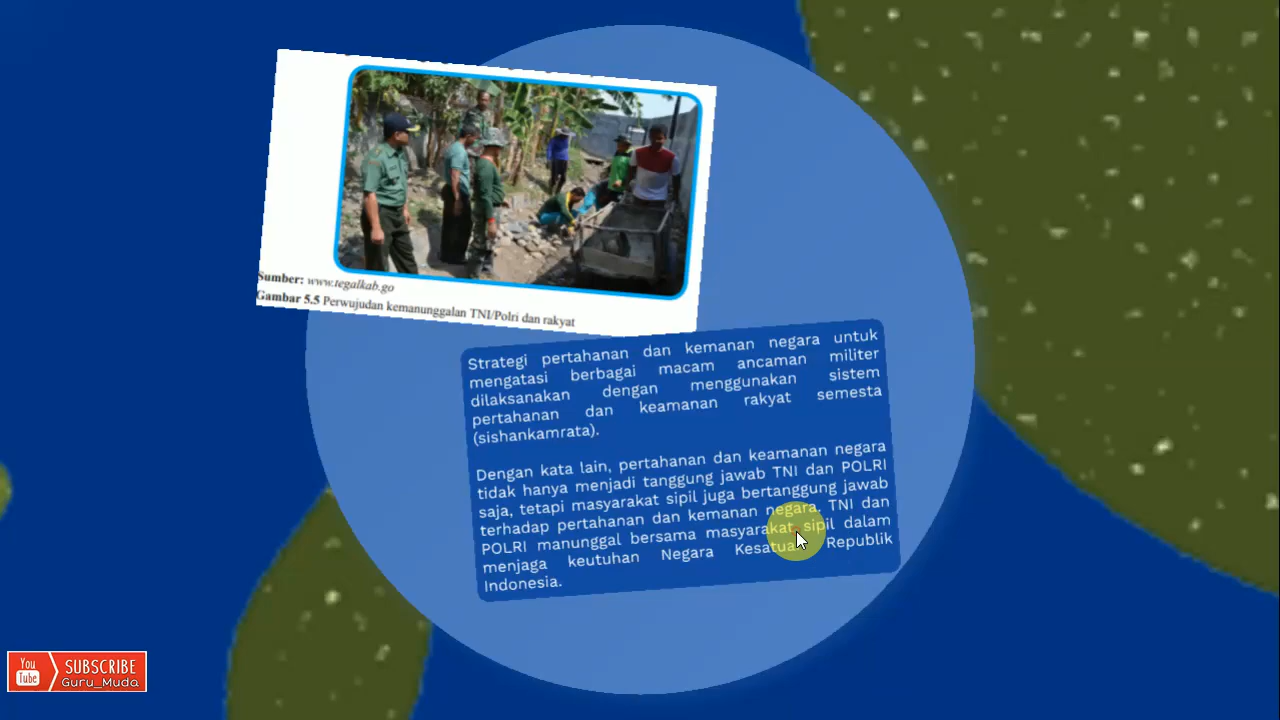 Sumber: www.tegalkab.go
Gambar 5.5 Perwujudan kemanunggalan TNI/Polri dan rakyat
Strategi pertahanan dan kemanan negara untuk
mengatasi berbagai macam ancaman militer
dilaksanakan dengan menggunakan sistem
pertahanan dan keamanan rakyat semesta
(sishankamrata).
Dengan kata lain, pertahanan dan keamanan negara
tidak hanya menjadi tanggung jawab TNI dan POLRI
saja, tetapi masyarakat sipil juga bertanggung jawab
terhadap pertahanan dan kemanan negara. TNI dan
POLRI manunggal bersama masyarakat sipil dalam
menjaga keutuhan Negara Kesatuan Republik
Indonesia.
You Tube SUBSCRIBE
Guru_Muda